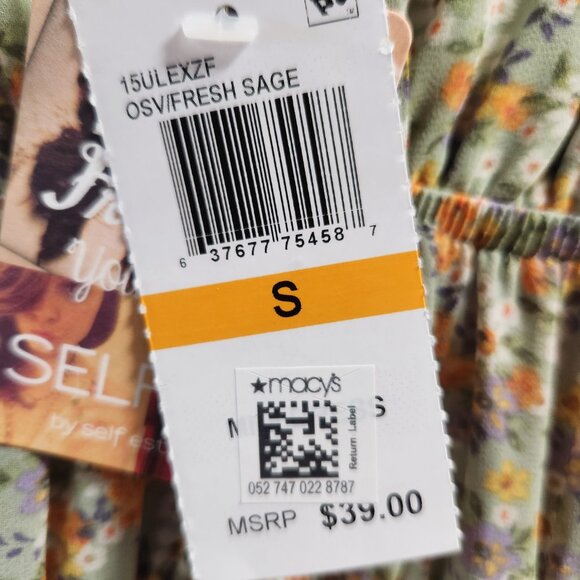 15ULEXZF
OSV/FRESH SAGE
6 37677 75458 7
S
★macy's
Return Label
052 747 022 8787
MSRP $39.00
SELF
by self est